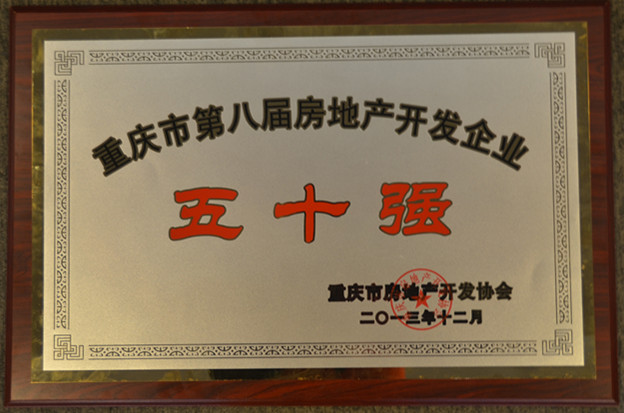 重庆市第八届房地产开发企业
五十强
重庆市房地产开发协会
二〇一三年十二月